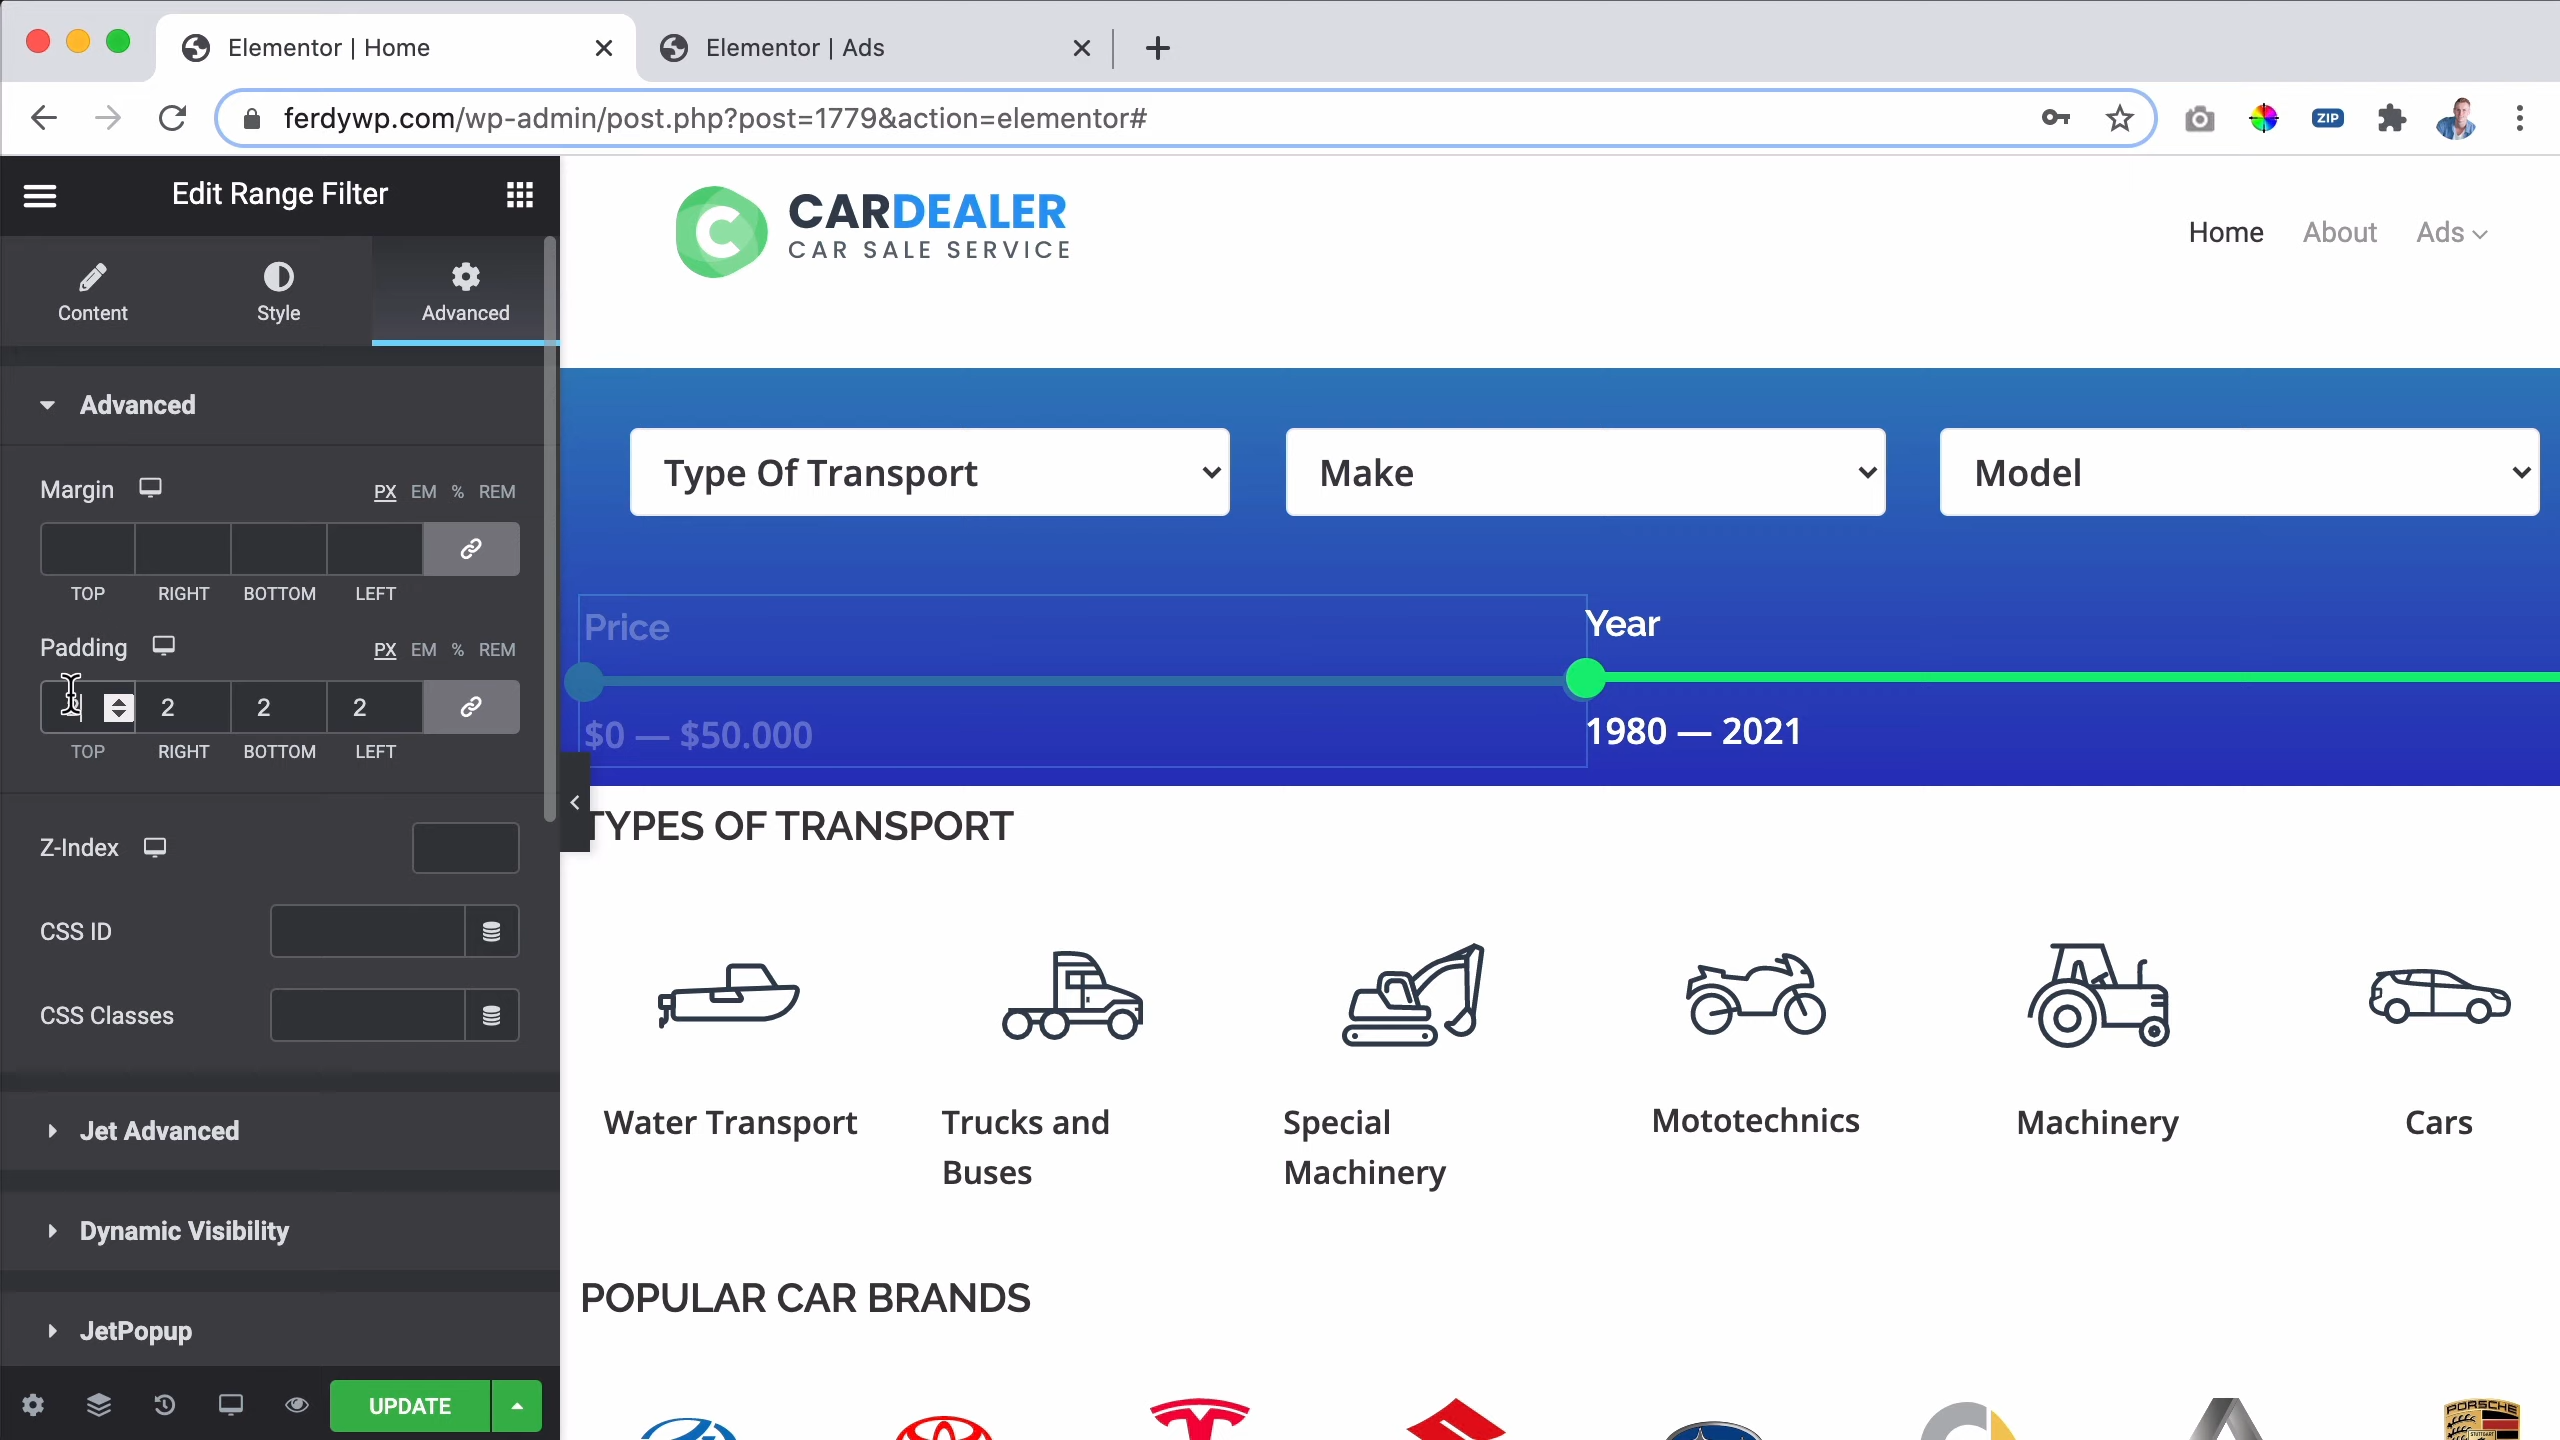 Elementor | Home
Elementor | Ads
ferdywp.com/wp-admin/post.php?post=1779&action=elementor#
ZIP
Edit Range Filter
Content
Style
Advanced
Advanced
Margin
PX EM % REM
TOP RIGHT BOTTOM LEFT
Padding
PX EM % REM
2 2 2
TOP RIGHT BOTTOM LEFT
Z-Index
CSS ID
CSS Classes
Jet Advanced
Dynamic Visibility
JetPopup
UPDATE
C
CARDEALER
CAR SALE SERVICE
Home
About
Ads
Type Of Transport
Make
Model
Price
$0 — $50.000
Year
1980 — 2021
TYPES OF TRANSPORT
Water Transport
Trucks and
Buses
Special
Machinery
Mototechnics
Machinery
Cars
POPULAR CAR BRANDS
PORSCHE